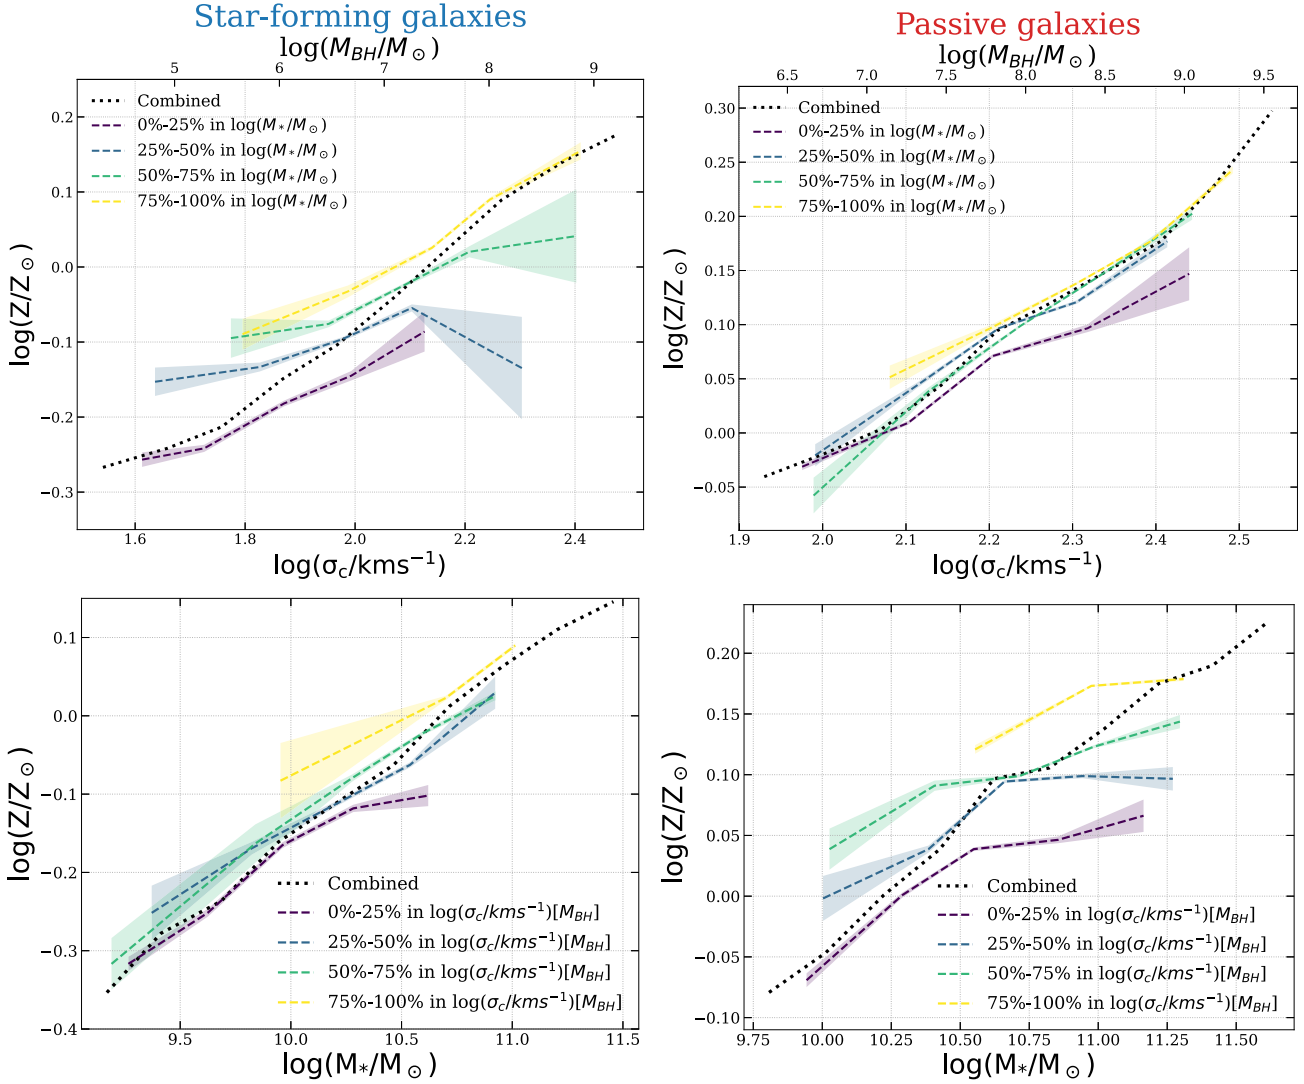 Star-forming galaxies
log(M_BH/M_⊙)
5 6 7 8 9
Combined
0%-25% in log(M_*/M_⊙)
25%-50% in log(M_*/M_⊙)
50%-75% in log(M_*/M_⊙)
75%-100% in log(M_*/M_⊙)
0.2
0.1
0.0
−0.1
−0.2
−0.3
log(Z/Z_⊙)
1.6 1.8 2.0 2.2 2.4
log(σ_c/kms⁻¹)
Passive galaxies
log(M_BH/M_⊙)
6.5 7.0 7.5 8.0 8.5 9.0 9.5
Combined
0%-25% in log(M_*/M_⊙)
25%-50% in log(M_*/M_⊙)
50%-75% in log(M_*/M_⊙)
75%-100% in log(M_*/M_⊙)
0.30
0.25
0.20
0.15
0.10
0.05
0.00
−0.05
log(Z/Z_⊙)
1.9 2.0 2.1 2.2 2.3 2.4 2.5
log(σ_c/kms⁻¹)
0.1
0.0
−0.1
−0.2
−0.3
−0.4
log(Z/Z_⊙)
Combined
0%-25% in log(σ_c/kms⁻¹)[M_BH]
25%-50% in log(σ_c/kms⁻¹)[M_BH]
50%-75% in log(σ_c/kms⁻¹)[M_BH]
75%-100% in log(σ_c/kms⁻¹)[M_BH]
9.5 10.0 10.5 11.0 11.5
log(M_*/M_⊙)
0.20
0.15
0.10
0.05
0.00
−0.05
−0.10
log(Z/Z_⊙)
Combined
0%-25% in log(σ_c/kms⁻¹)[M_BH]
25%-50% in log(σ_c/kms⁻¹)[M_BH]
50%-75% in log(σ_c/kms⁻¹)[M_BH]
75%-100% in log(σ_c/kms⁻¹)[M_BH]
9.75 10.00 10.25 10.50 10.75 11.00 11.25 11.50
log(M_*/M_⊙)